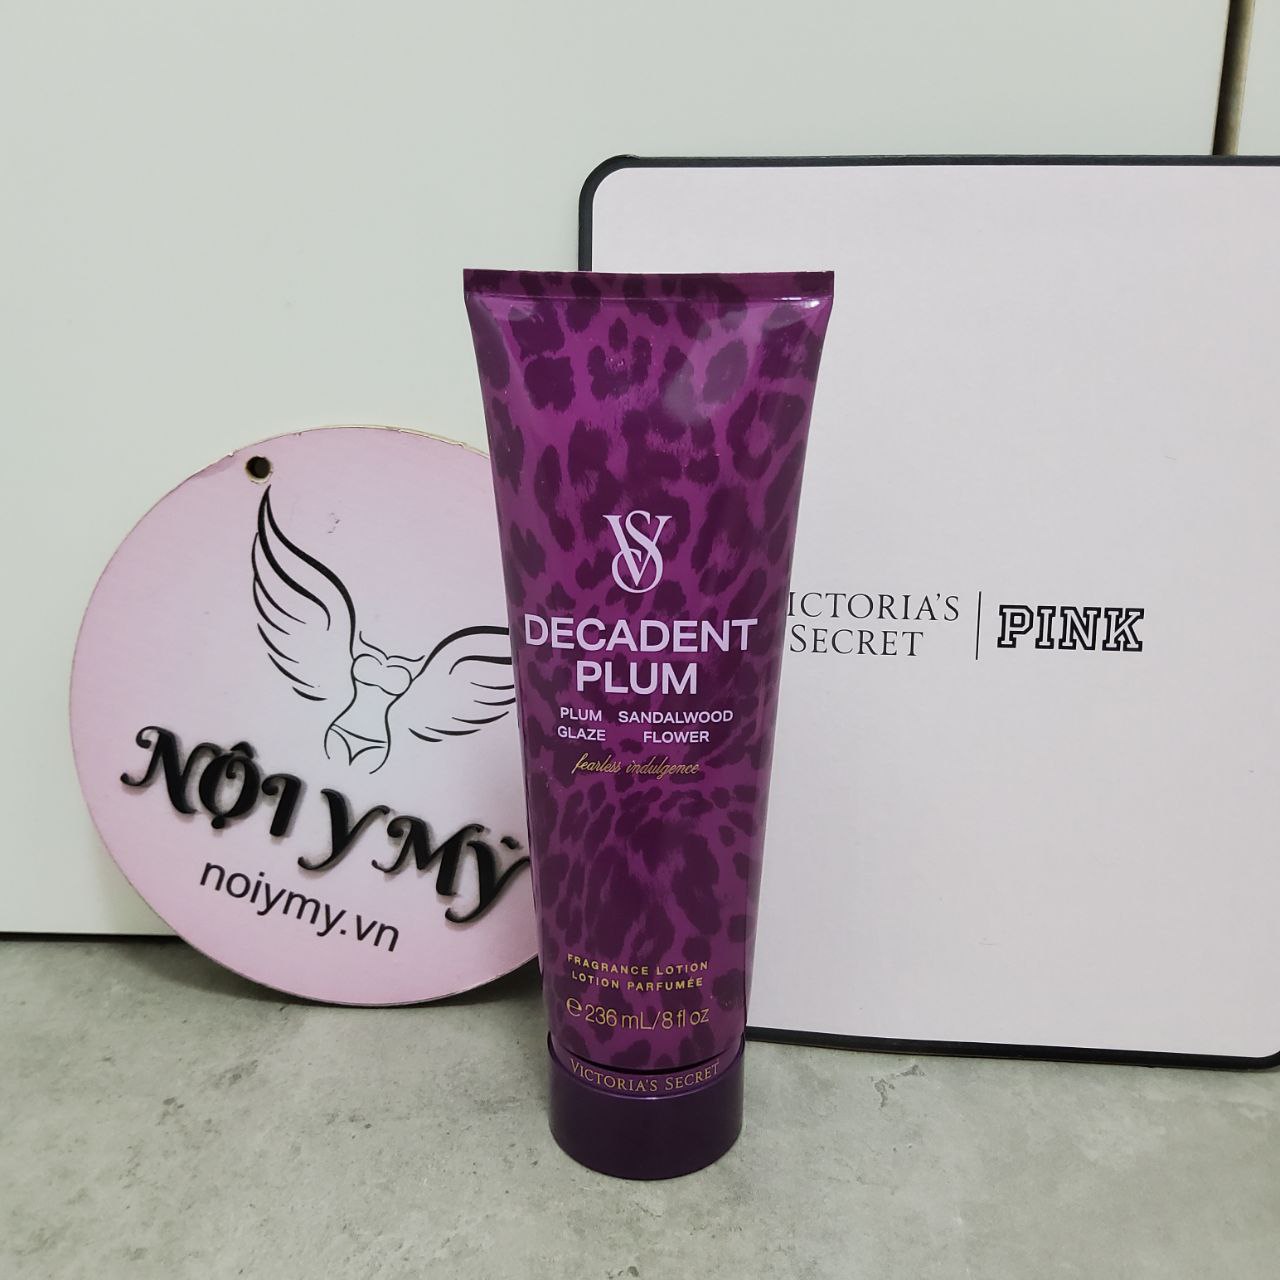 VS
DECADENT
PLUM
PLUM SANDALWOOD
GLAZE FLOWER
fearless indulgence
FRAGRANCE LOTION
LOTION PARFUMÉE
℮ 236 mL/8 fl oz
VICTORIA'S SECRET
NỘI Y MỸ
noiymy.vn
ICTORIA'S
SECRET
PINK